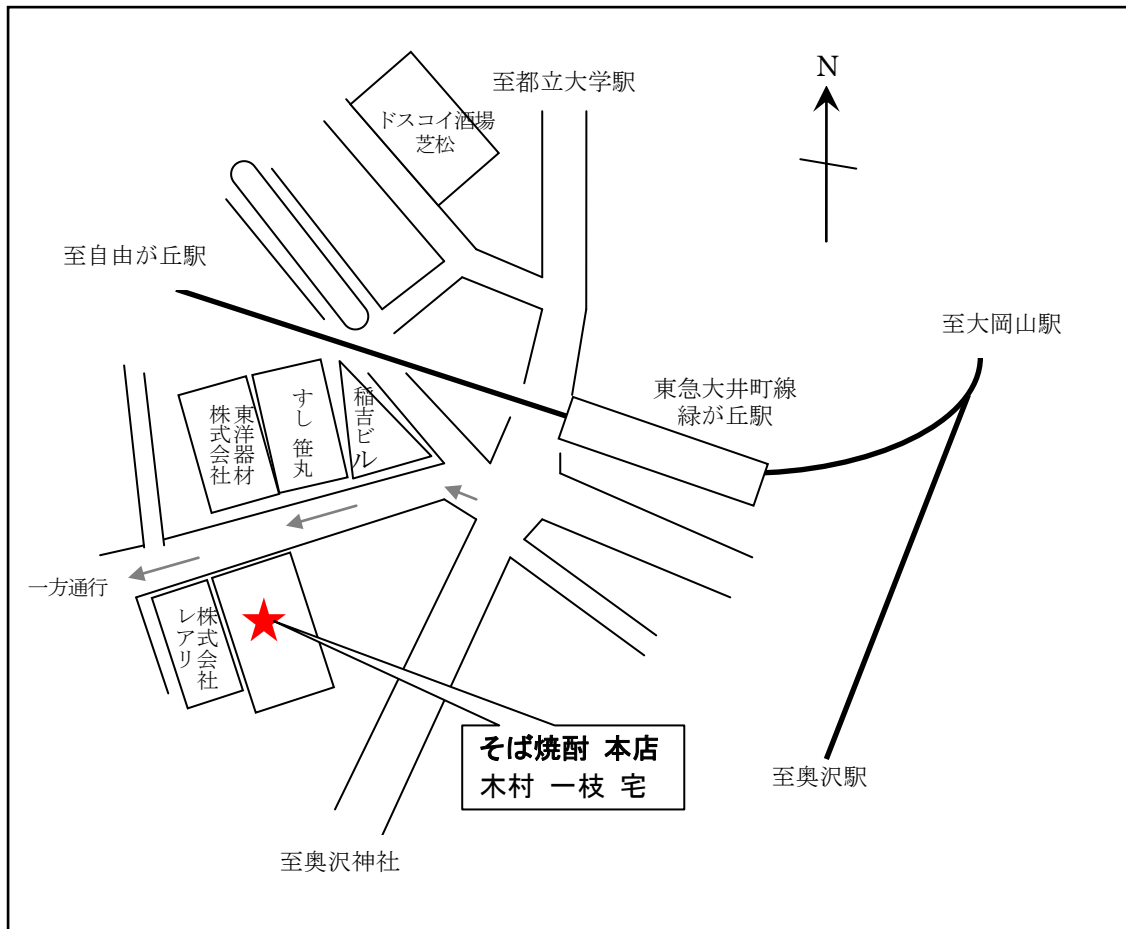 至都立大学駅
N
ドスコイ酒場
芝松
至自由が丘駅
至大岡山駅
東急大井町線
緑が丘駅
稲吉ビル
すし 笹丸
東洋器材
株式会社
一方通行
株式会社
レアリ
そば焼酎 本店
木村 一枝 宅
至奥沢駅
至奥沢神社